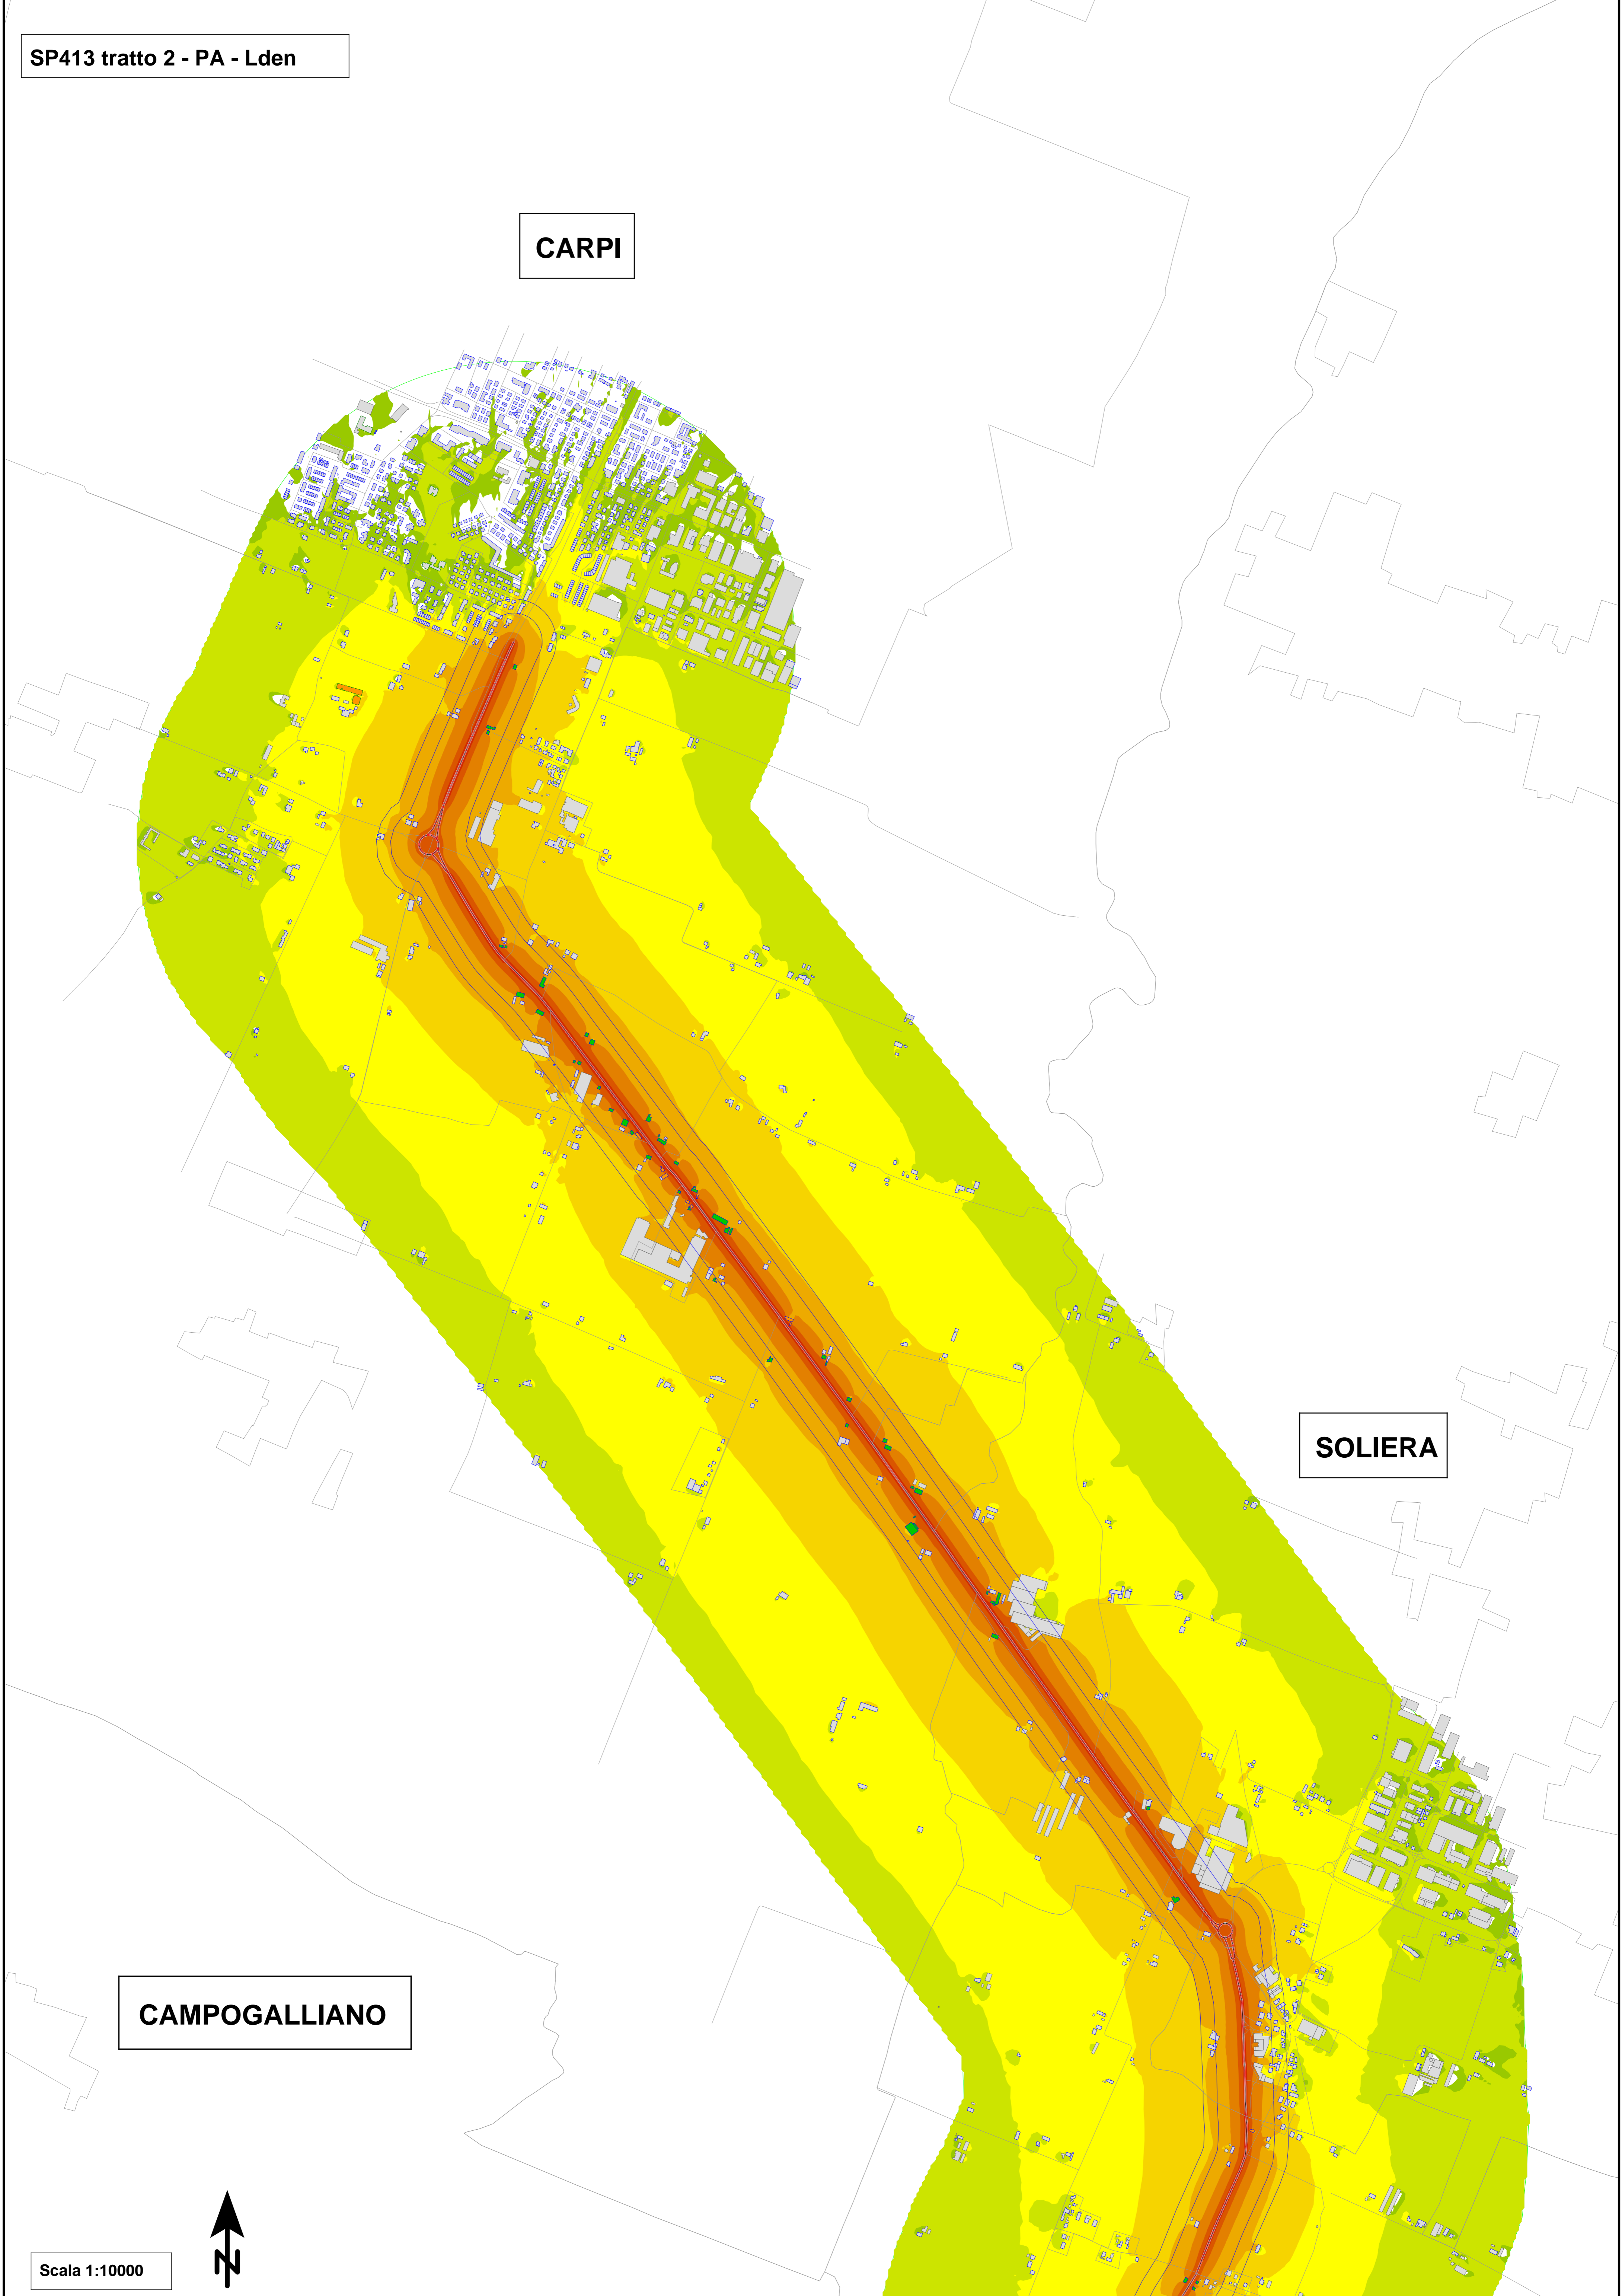 SP413 tratto 2 - PA - Lden
CARPI
SOLIERA
CAMPOGALLIANO
N
Scala 1:10000